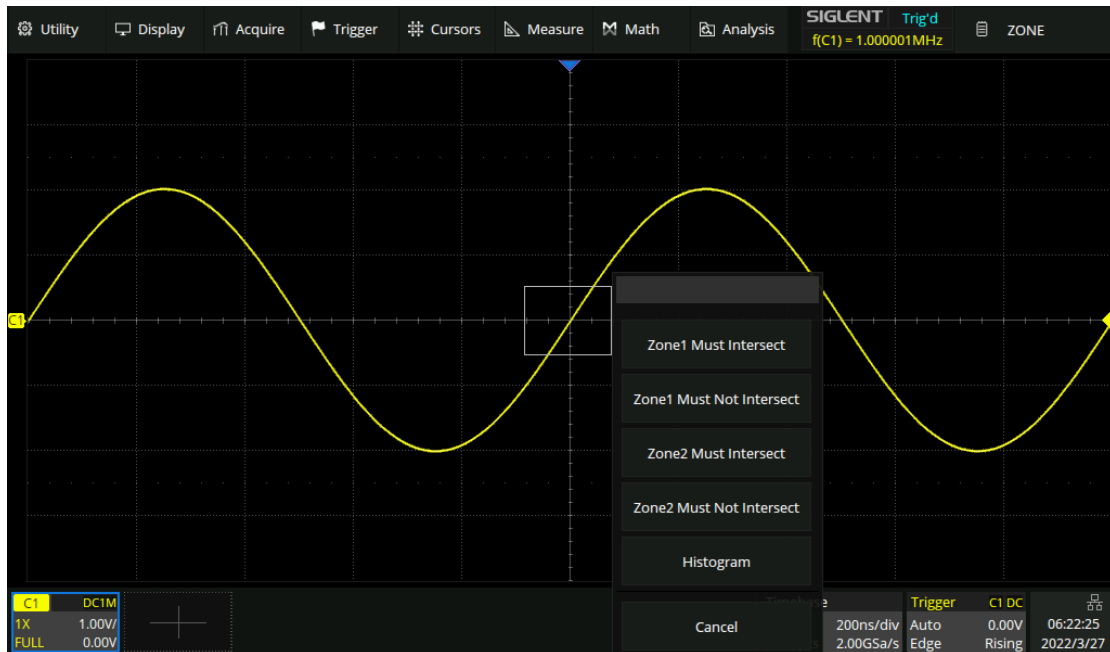 Utility Display Acquire Trigger Cursors Measure Math Analysis SIGLENT Trig'd ZONE
f(C1) = 1.000001MHz
C1
Zone1 Must Intersect
Zone1 Must Not Intersect
Zone2 Must Intersect
Zone2 Must Not Intersect
Histogram
Cancel
C1 DC1M
1X 1.00V/
FULL 0.00V
200ns/div
2.00GSa/s
Trigger C1 DC
Auto 0.00V
Edge Rising
06:22:25
2022/3/27